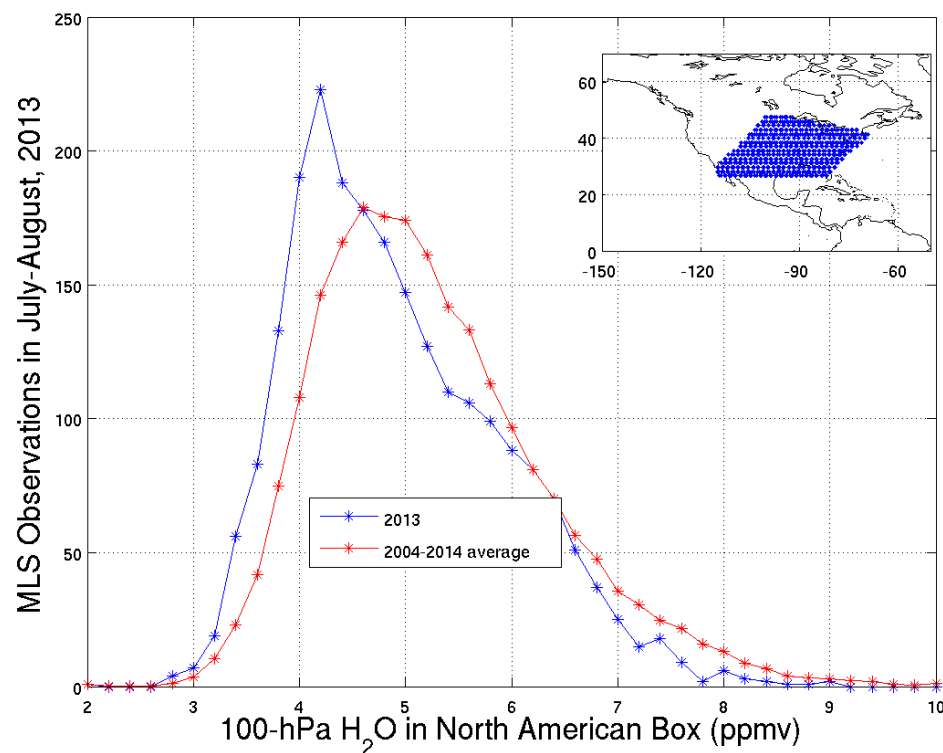 250
200
150
100
50
0
MLS Observations in July-August, 2013
60
40
20
0
-150 -120 -90 -60
2013
2004-2014 average
2 3 4 5 6 7 8 9 10
100-hPa H₂O in North American Box (ppmv)